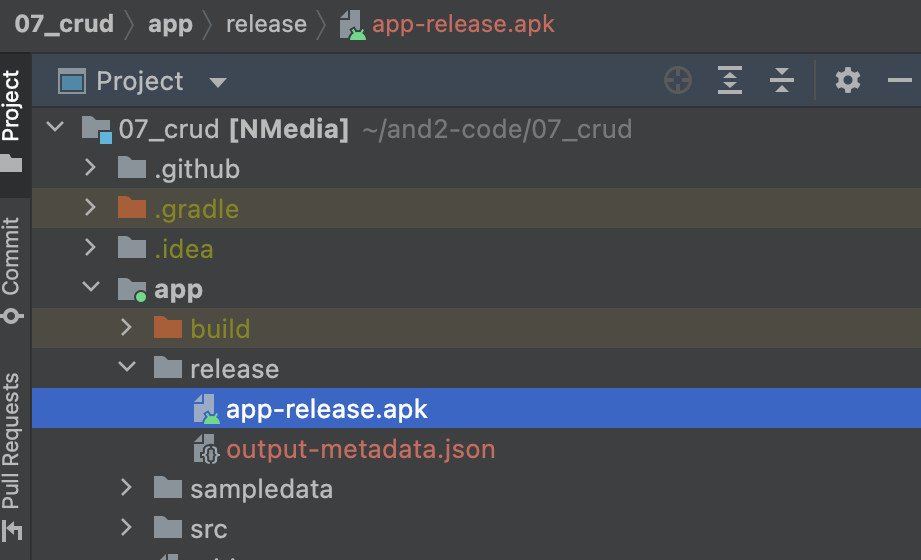 07_crud app release app-release.apk
Project
Project
07_crud [NMedia] ~/and2-code/07_crud
.github
.gradle
.idea
app
build
release
app-release.apk
output-metadata.json
sampledata
src
Commit
Pull Requests